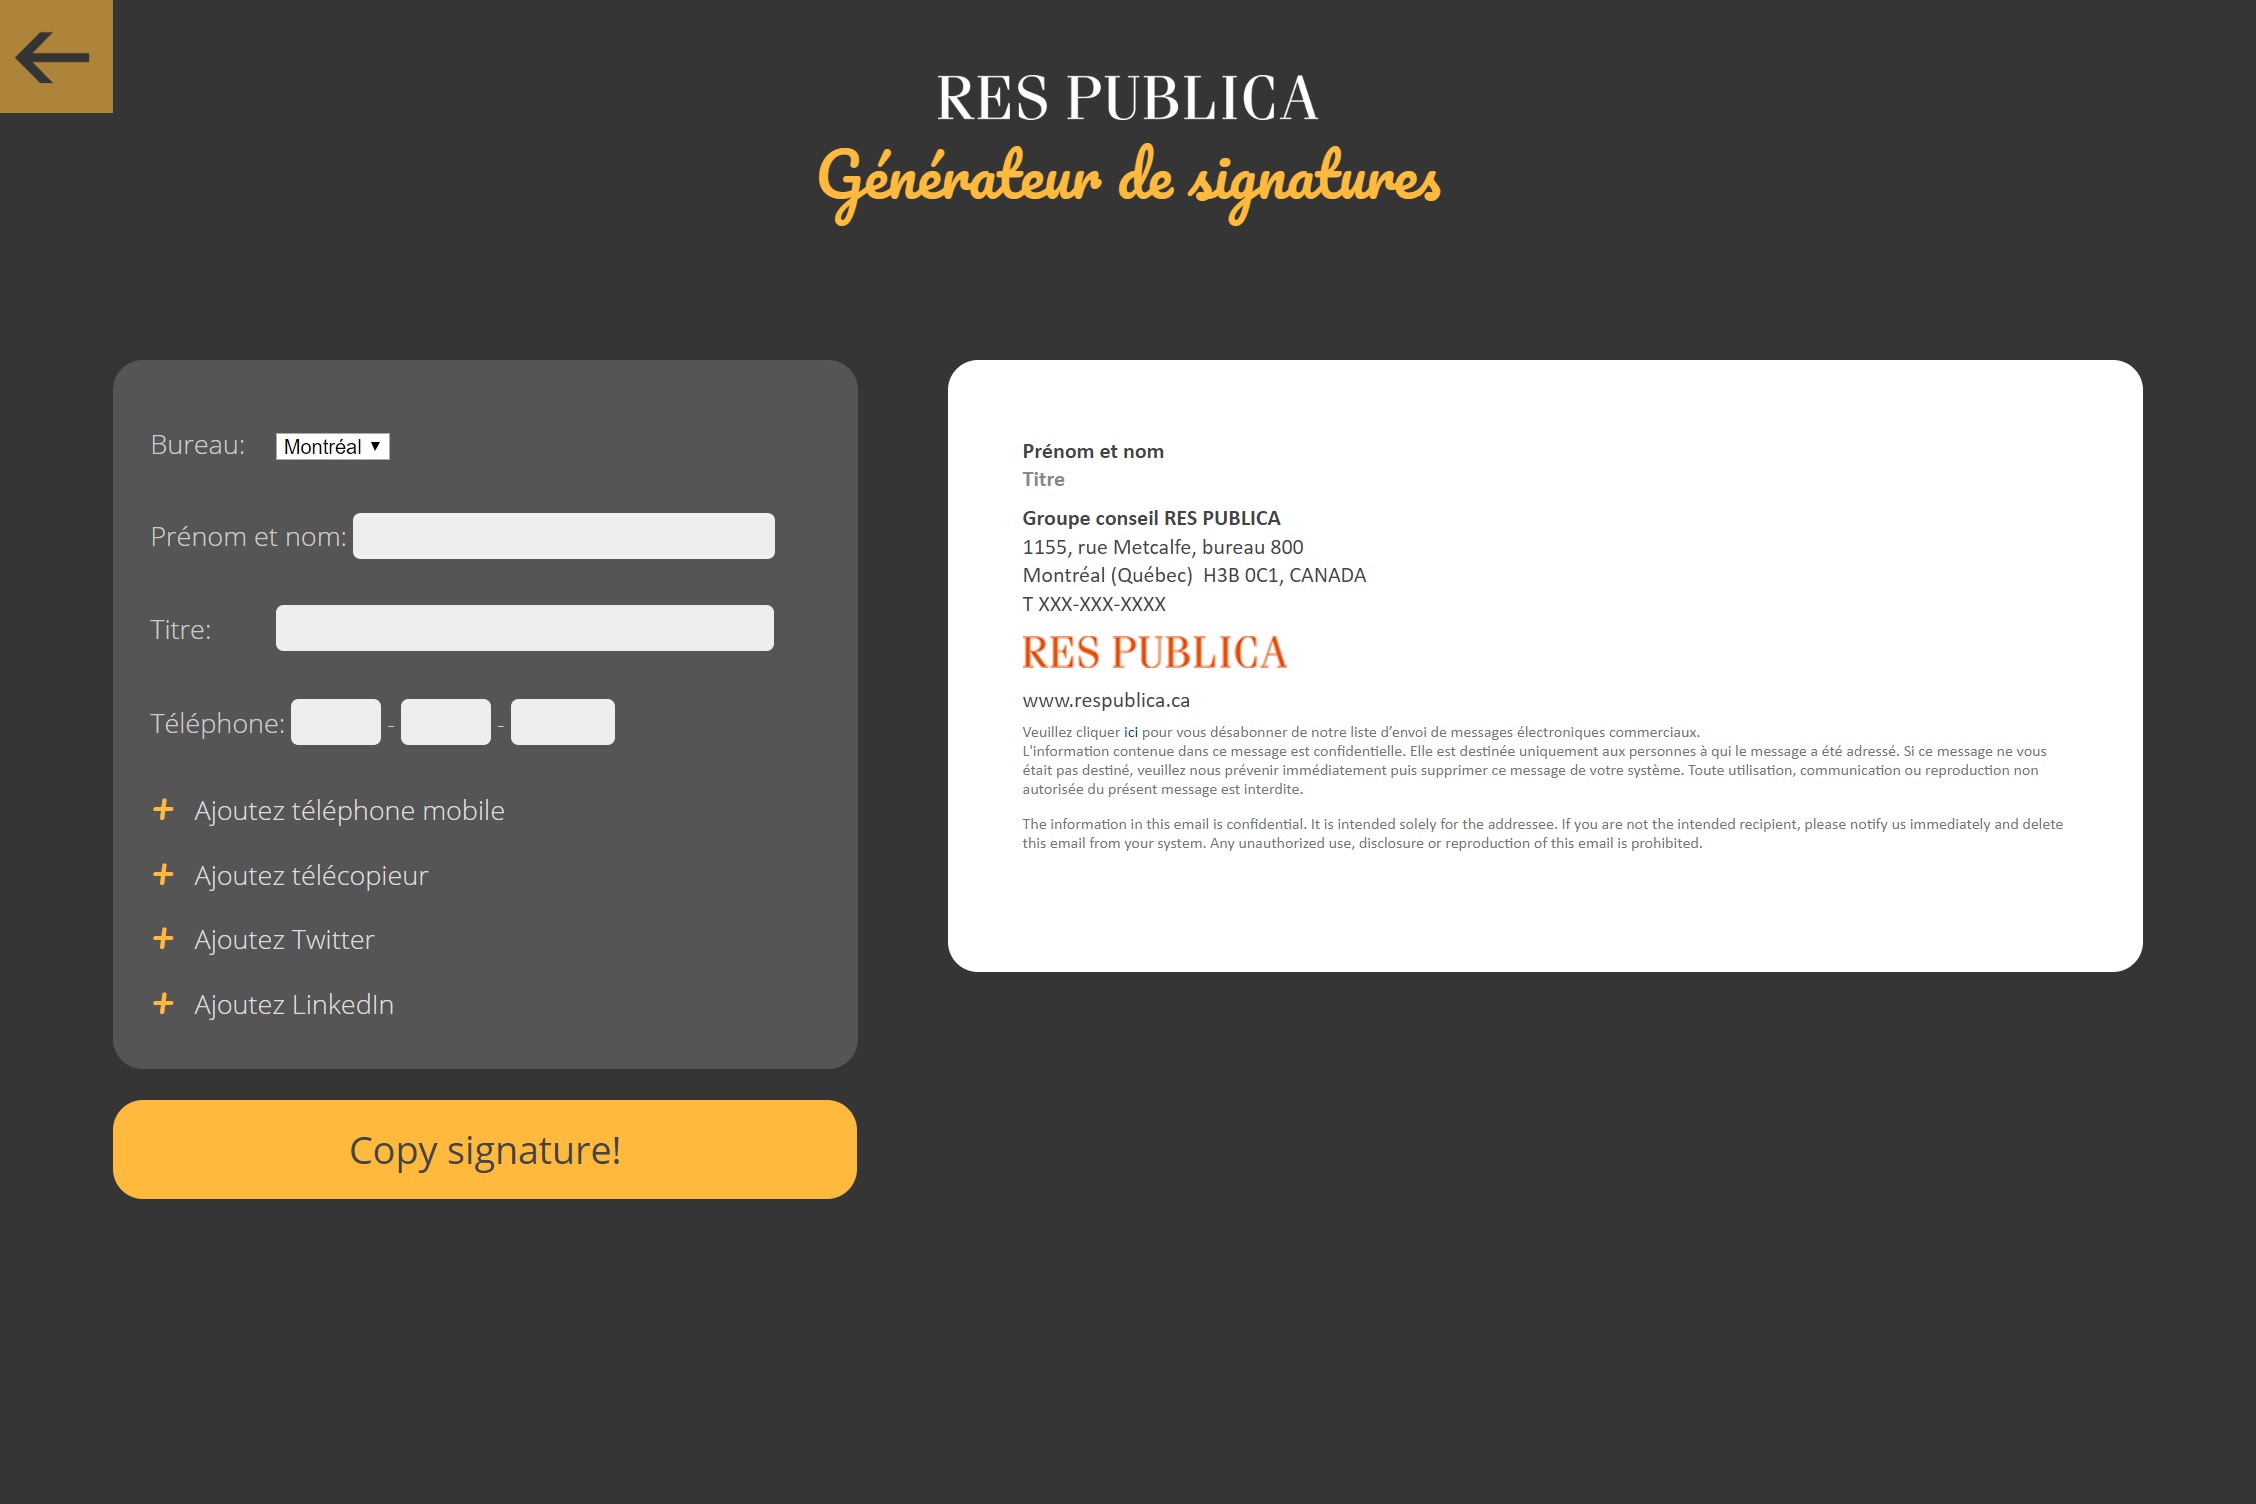 RES PUBLICA
Générateur de signatures
Bureau: Montréal
Prénom et nom:
Titre:
Téléphone: - -
+ Ajoutez téléphone mobile
+ Ajoutez télécopieur
+ Ajoutez Twitter
+ Ajoutez LinkedIn
Copy signature!
Prénom et nom
Titre
Groupe conseil RES PUBLICA
1155, rue Metcalfe, bureau 800
Montréal (Québec)  H3B 0C1, CANADA
T XXX-XXX-XXXX
RES PUBLICA
www.respublica.ca
Veuillez cliquer ici pour vous désabonner de notre liste d’envoi de messages électroniques commerciaux.
L'information contenue dans ce message est confidentielle. Elle est destinée uniquement aux personnes à qui le message a été adressé. Si ce message ne vous
était pas destiné, veuillez nous prévenir immédiatement puis supprimer ce message de votre système. Toute utilisation, communication ou reproduction non
autorisée du présent message est interdite.
The information in this email is confidential. It is intended solely for the addressee. If you are not the intended recipient, please notify us immediately and delete
this email from your system. Any unauthorized use, disclosure or reproduction of this email is prohibited.